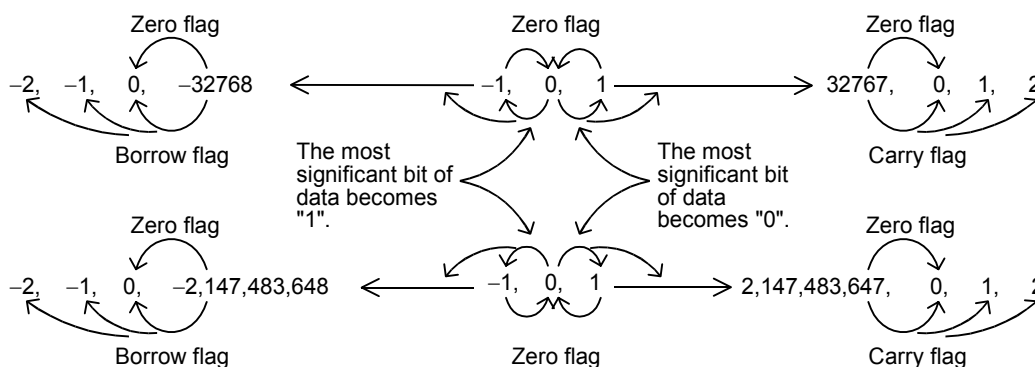 Zero flag Zero flag Zero flag
−2, −1, 0, −32768 −1, 0, 1 32767, 0, 1, 2
Borrow flag Carry flag
The most
significant bit of
data becomes
"1".
The most
significant bit
of data
becomes "0".
Zero flag Zero flag
−2, −1, 0, −2,147,483,648 −1, 0, 1 2,147,483,647, 0, 1, 2
Borrow flag Zero flag Carry flag